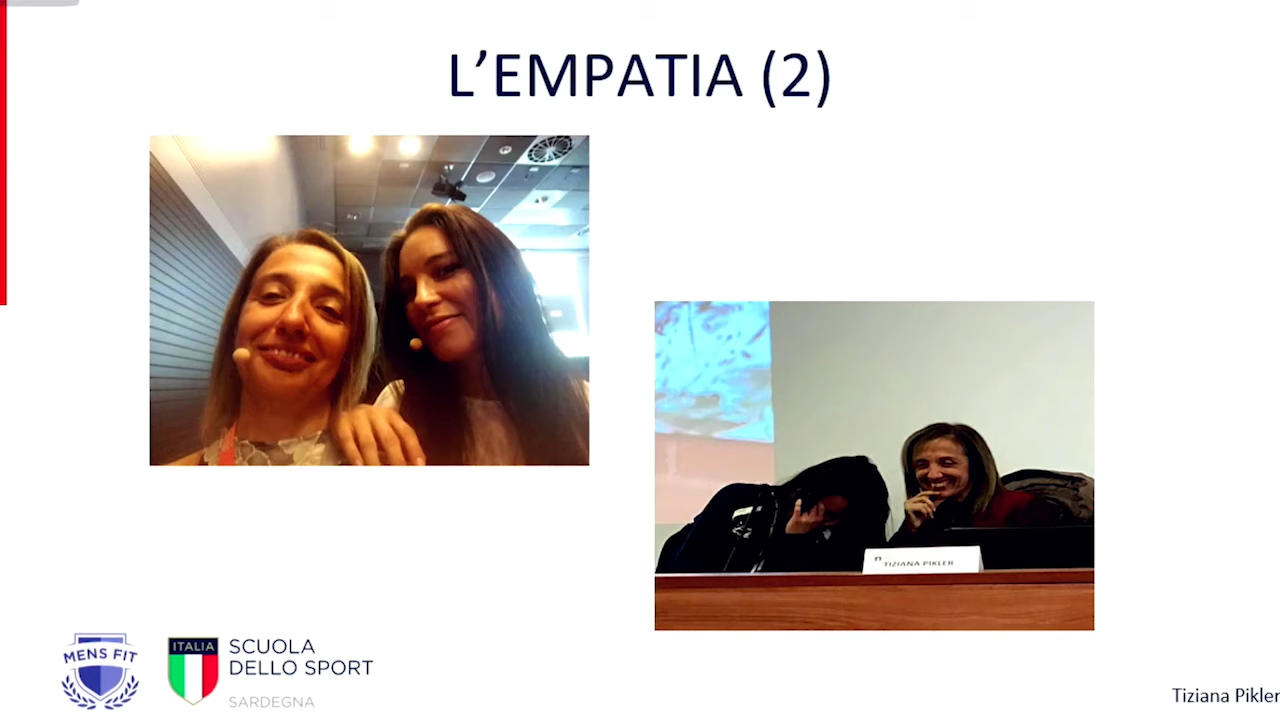 L’EMPATIA (2)
TIZIANA PIKLER
MENS FIT
ITALIA
SCUOLA
DELLO SPORT
SARDEGNA
Tiziana Pikler